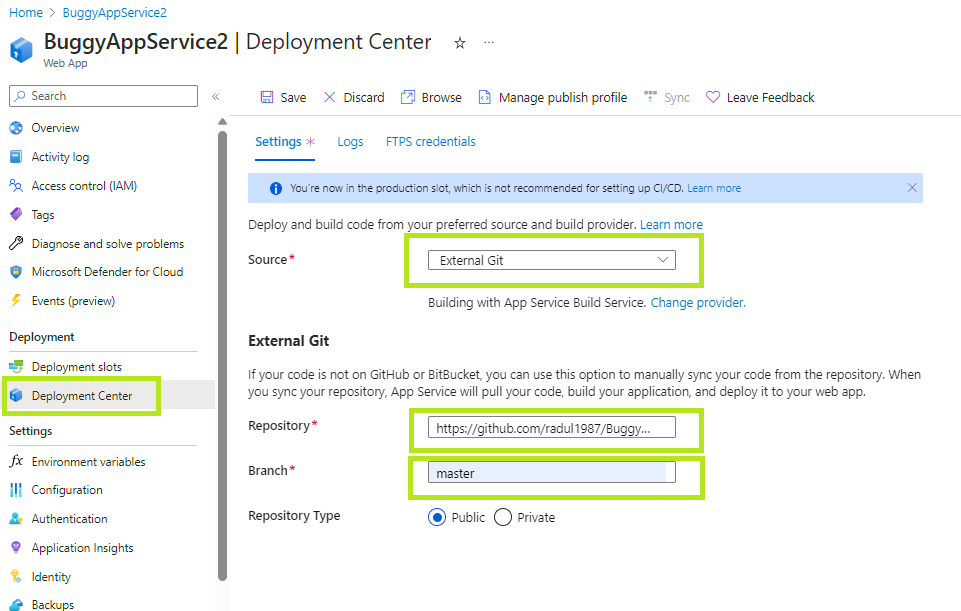 Home > BuggyAppService2
BuggyAppService2 | Deployment Center ☆ ...
Web App
Search «
Save Discard Browse Manage publish profile Sync Leave Feedback
Overview
Activity log
Access control (IAM)
Tags
Diagnose and solve problems
Microsoft Defender for Cloud
Events (preview)
Deployment
Deployment slots
Deployment Center
Settings
Environment variables
Configuration
Authentication
Application Insights
Identity
Backups
Settings * Logs FTPS credentials
You're now in the production slot, which is not recommended for setting up CI/CD. Learn more
Deploy and build code from your preferred source and build provider. Learn more
Source* External Git
Building with App Service Build Service. Change provider.
External Git
If your code is not on GitHub or BitBucket, you can use this option to manually sync your code from the repository. When
you sync your repository, App Service will pull your code, build your application, and deploy it to your web app.
Repository* https://github.com/radul1987/Buggy...
Branch* master
Repository Type Public Private